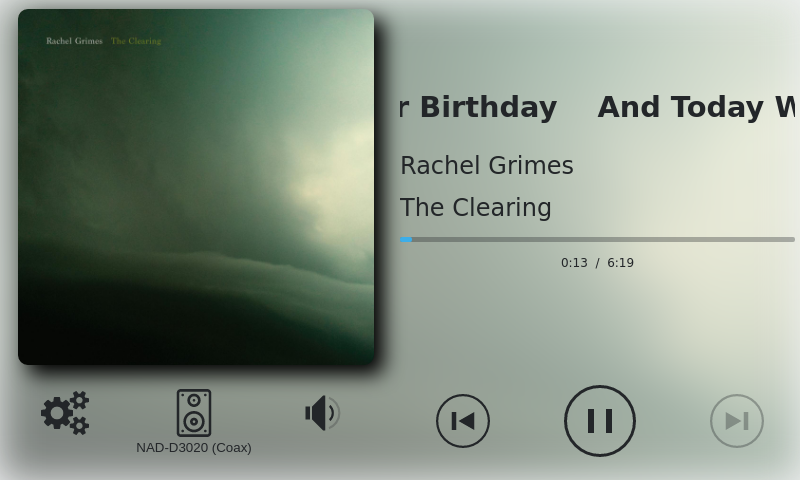 Rachel Grimes The Clearing
r Birthday And Today W
Rachel Grimes
The Clearing
0:13 / 6:19
NAD-D3020 (Coax)